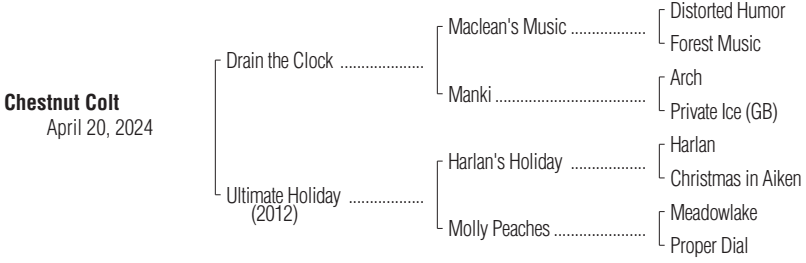 Chestnut Colt
April 20, 2024
Drain the Clock ..................
Ultimate Holiday ................
(2012)
Maclean's Music ................
Manki ................................
Harlan's Holiday .................
Molly Peaches ....................
Distorted Humor
Forest Music
Arch
Private Ice (GB)
Harlan
Christmas in Aiken
Meadowlake
Proper Dial